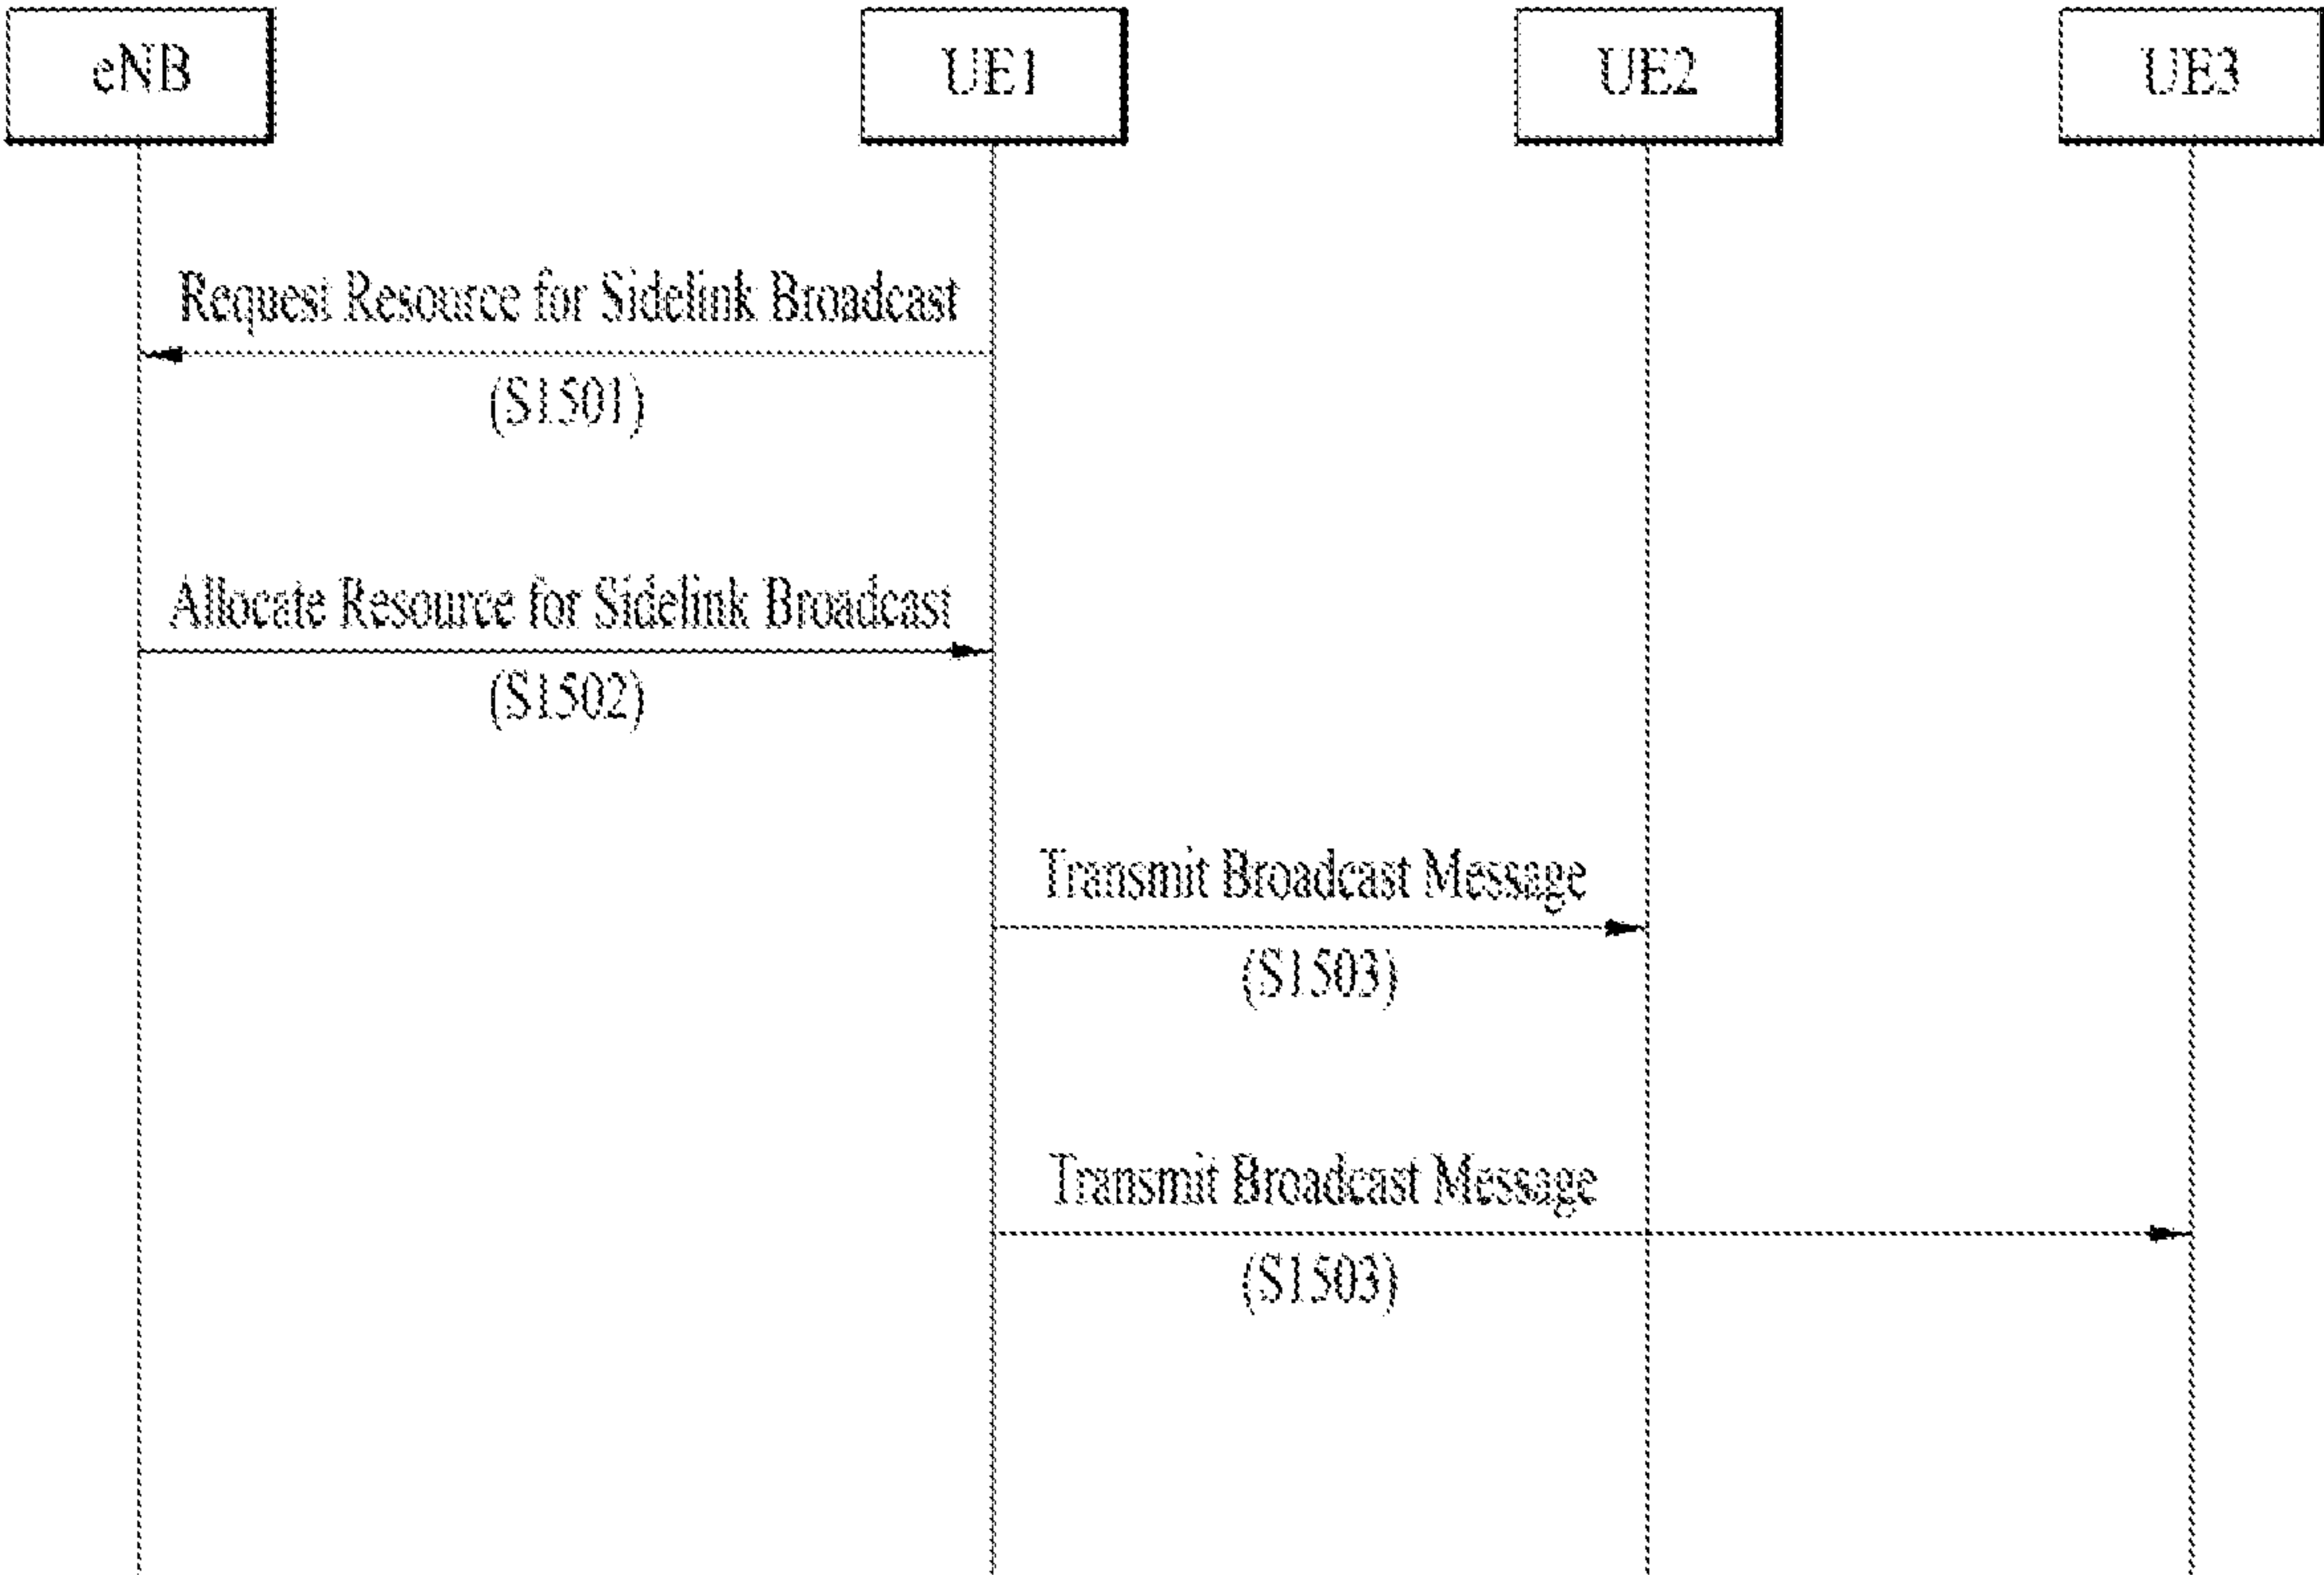 eNB
UE1
UE2
UE3
Request Resource for Sidelink Broadcast
(S1501)
Allocate Resource for Sidelink Broadcast
(S1502)
Transmit Broadcast Message
(S1503)
Transmit Broadcast Message
(S1503)